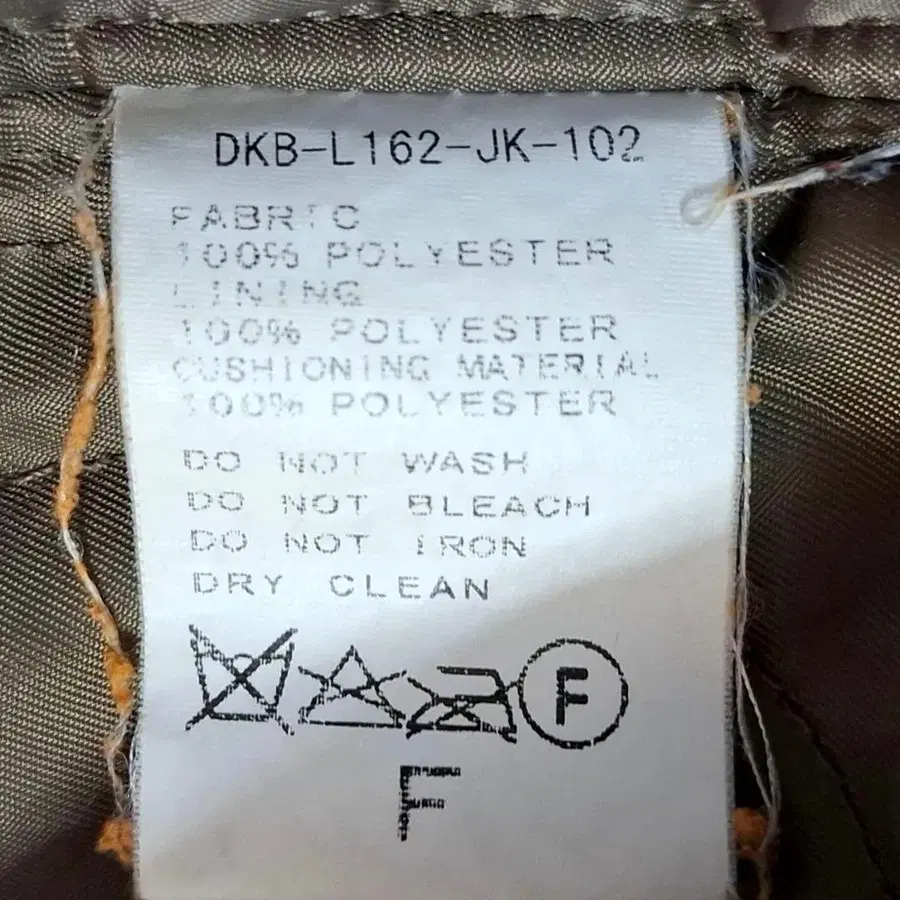 DKB-L162-JK-102
FABRIC
100% POLYESTER
LINING
100% POLYESTER
CUSHIONING MATERIAL
100% POLYESTER
DO NOT WASH
DO NOT BLEACH
DO NOT IRON
DRY CLEAN
F
F